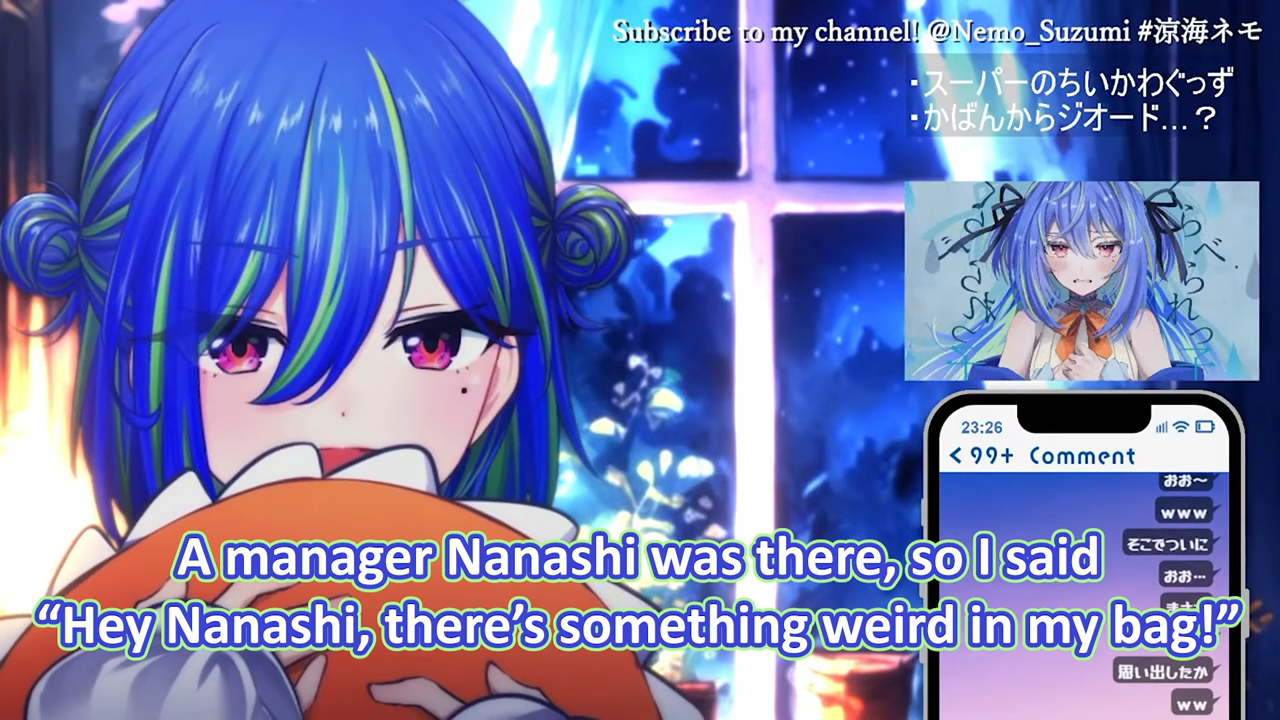 Subscribe to my channel! @Nemo_Suzumi #涼海ネモ
・スーパーのちいかわぐっず
・かばんからジオード…？
23:26
< 99+ Comment
おお～
www
そこでついに
おお…
思い出したか
ww
A manager Nanashi was there, so I said
“Hey Nanashi, there’s something weird in my bag!”